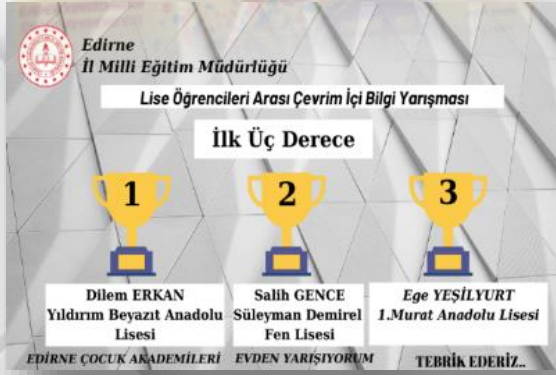 Edirne
İl Milli Eğitim Müdürlüğü
Lise Öğrencileri Arası Çevrim İçi Bilgi Yarışması
İlk Üç Derece
1
2
3
Dilem ERKAN
Yıldırım Beyazıt Anadolu
Lisesi
Salih GENCE
Süleyman Demirel
Fen Lisesi
Ege YEŞİLYURT
1.Murat Anadolu Lisesi
EDİRNE ÇOCUK AKADEMİLERİ
EVDEN YARIŞIYORUM
TEBRİK EDERİZ..